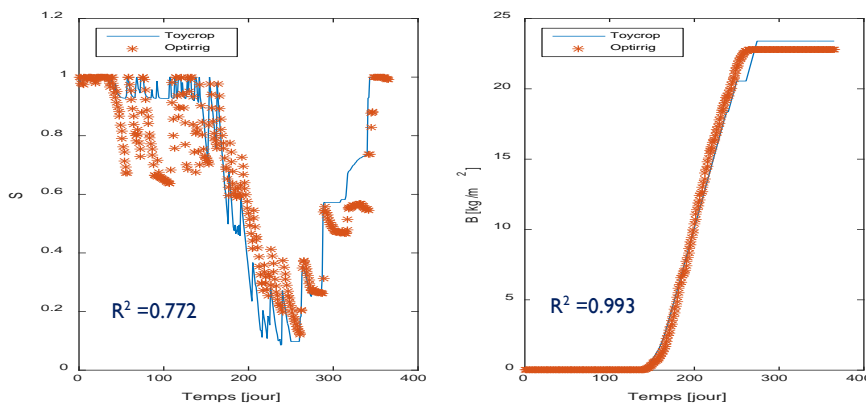 1.2
1
0.8
0.6
0.4
0.2
0
S
Toycrop
Optirrig
R² =0.772
0
100
200
300
400
Temps [jour]
25
20
15
10
5
0
B [kg./m²]
Toycrop
Optirrig
R² =0.993
0
100
200
300
400
Temps [jour]